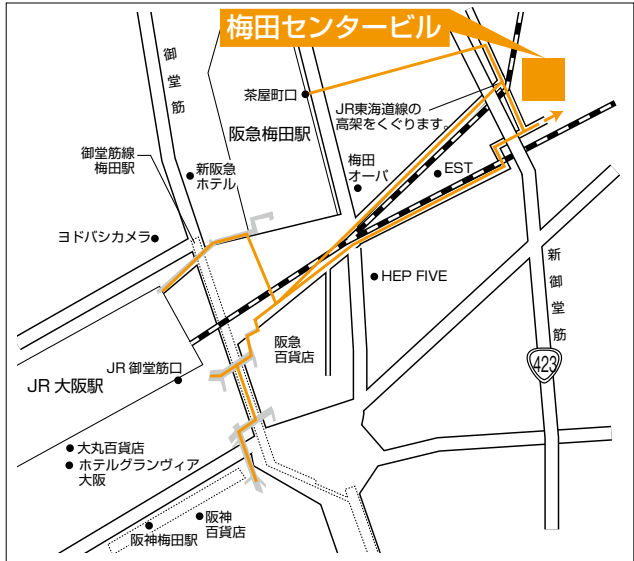 梅田センタービル
御堂筋
茶屋町口
JR東海道線の
高架をくぐります。
阪急梅田駅
御堂筋線
梅田駅
新阪急
ホテル
梅田
オーパ
EST
ヨドバシカメラ
HEP FIVE
新御堂筋
阪急
百貨店
423
JR 御堂筋口
JR 大阪駅
大丸百貨店
ホテルグランヴィア
大阪
阪神
百貨店
阪神梅田駅